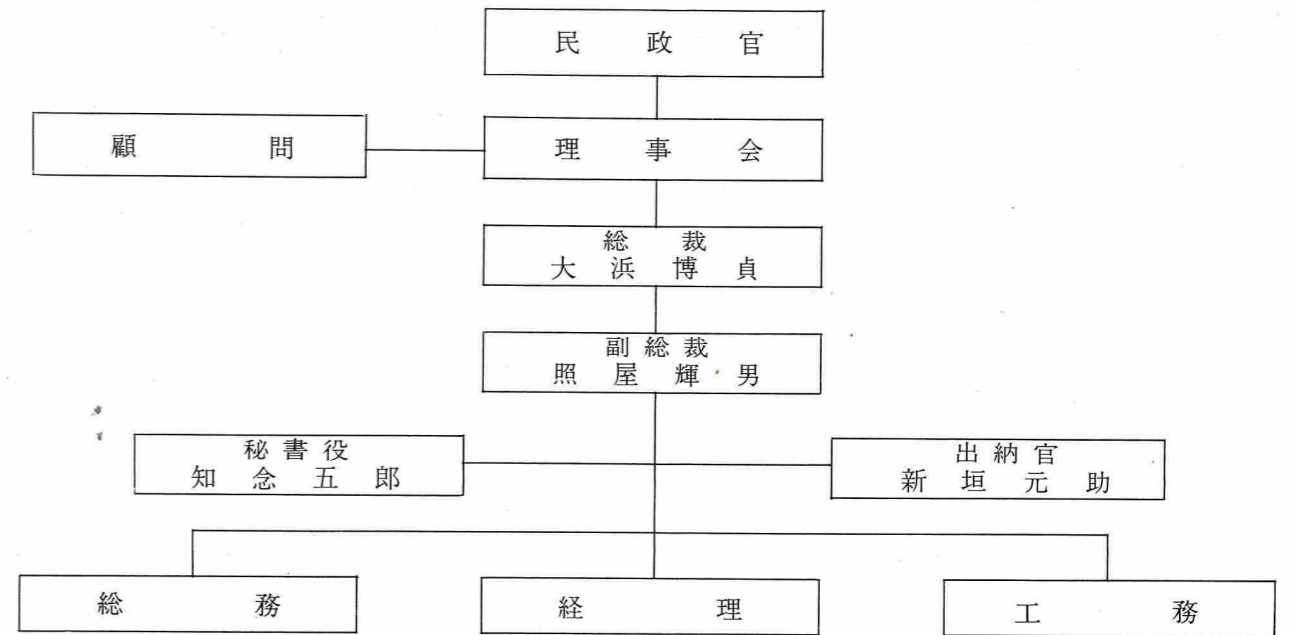 民政官
顧問
理事会
総裁
大浜博貞
副総裁
照屋輝男
秘書役
知念五郎
出納官
新垣元助
総務
経理
工務